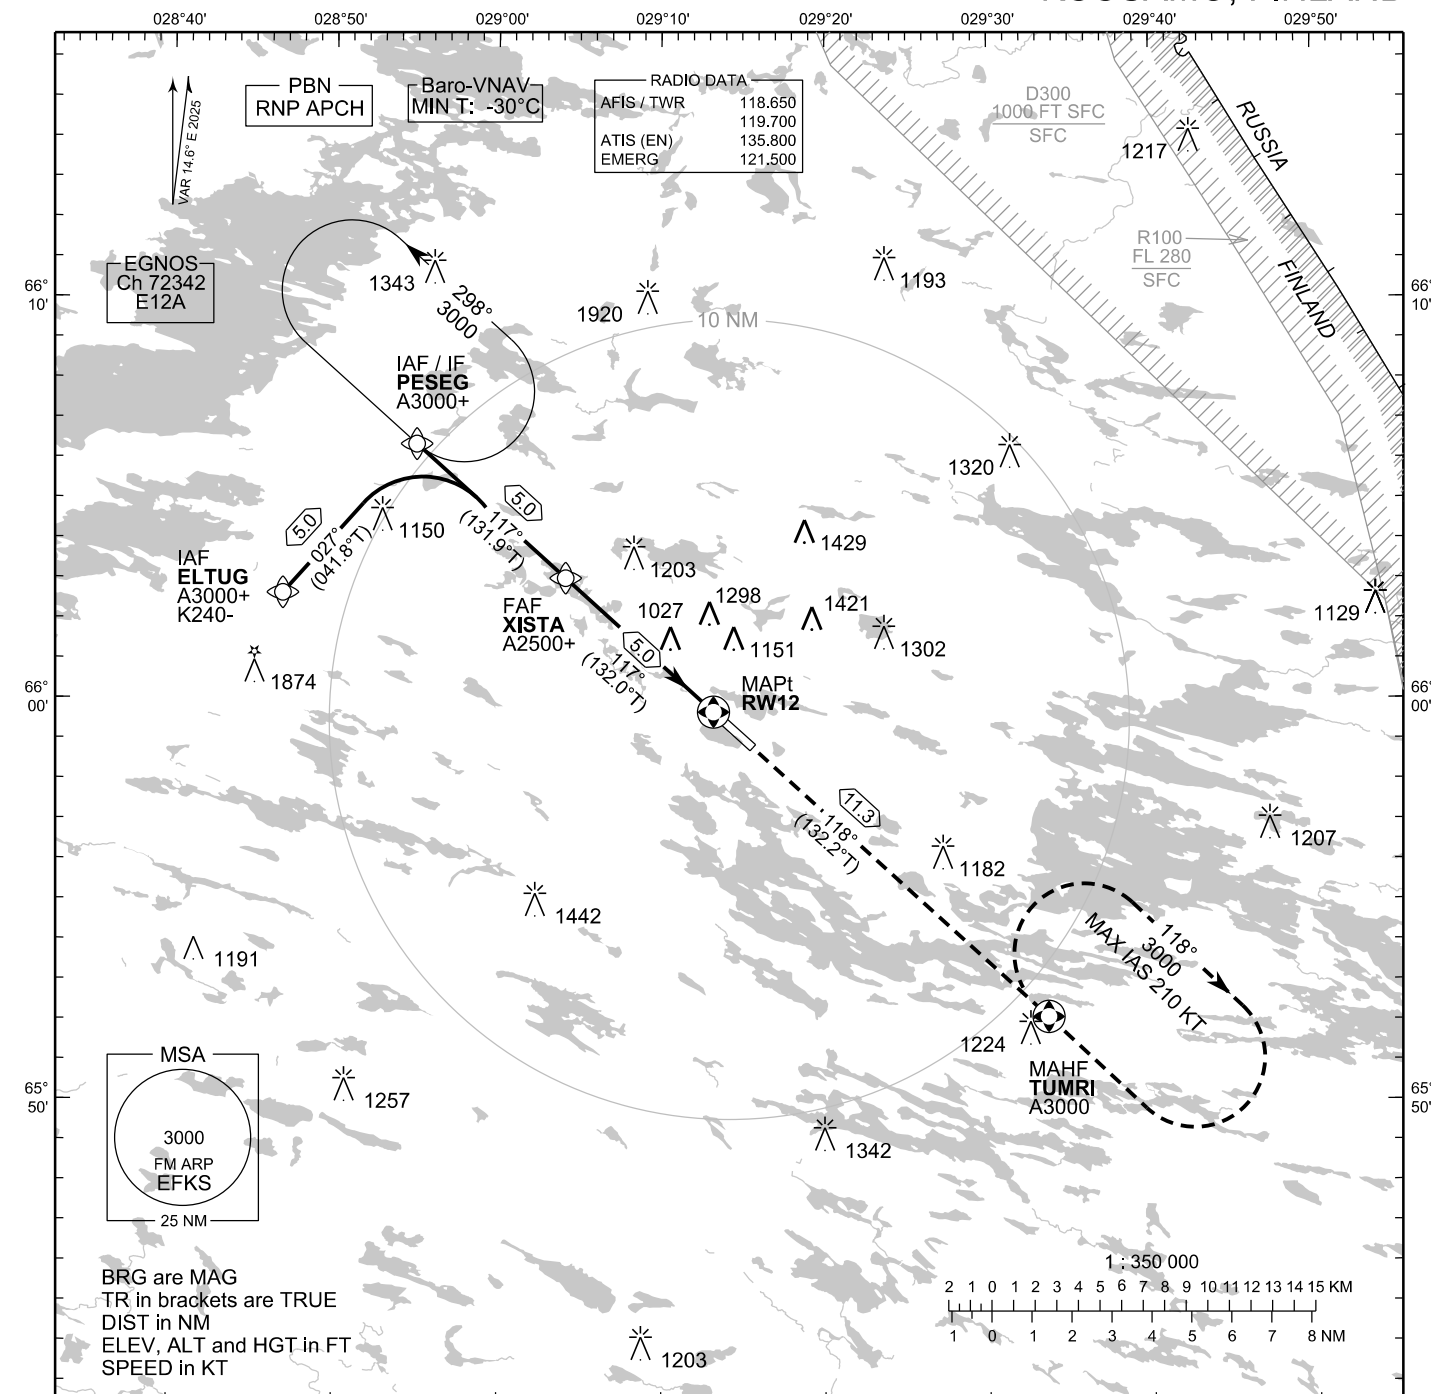 028°40'
028°50'
029°00'
029°10'
029°20'
029°30'
029°40'
029°50'
VAR 14.6° E 2025
PBN
RNP APCH
Baro-VNAV
MIN T: -30°C
RADIO DATA
AFIS / TWR 118.650
119.700
ATIS (EN) 135.800
EMERG 121.500
D300
1000 FT SFC
SFC
1217
RUSSIA
FINLAND
R100
FL 280
SFC
EGNOS
Ch 72342
E12A
66°
10'
66°
10'
1343
298°
3000
1920
1193
10 NM
IAF / IF
PESEG
A3000+
1320
5.0
027°
(041.8°T)
1150
5.0
117°
(131.9°T)
1429
IAF
ELTUG
A3000+
K240-
1203
FAF
XISTA
A2500+
1027
1298
1421
1151
1302
1129
5.0
117°
(132.0°T)
1874
MAPt
RW12
66°
00'
66°
00'
11.3
118°
(132.2°T)
1207
1182
1442
1191
118°
3000
MAX IAS 210 KT
1224
MAHF
TUMRI
A3000
MSA
3000
FM ARP
EFKS
25 NM
1257
65°
50'
65°
50'
1342
BRG are MAG
TR in brackets are TRUE
DIST in NM
ELEV, ALT and HGT in FT
SPEED in KT
1203
1 : 350 000
2 1 0 1 2 3 4 5 6 7 8 9 10 11 12 13 14 15 KM
1 0 1 2 3 4 5 6 7 8 NM